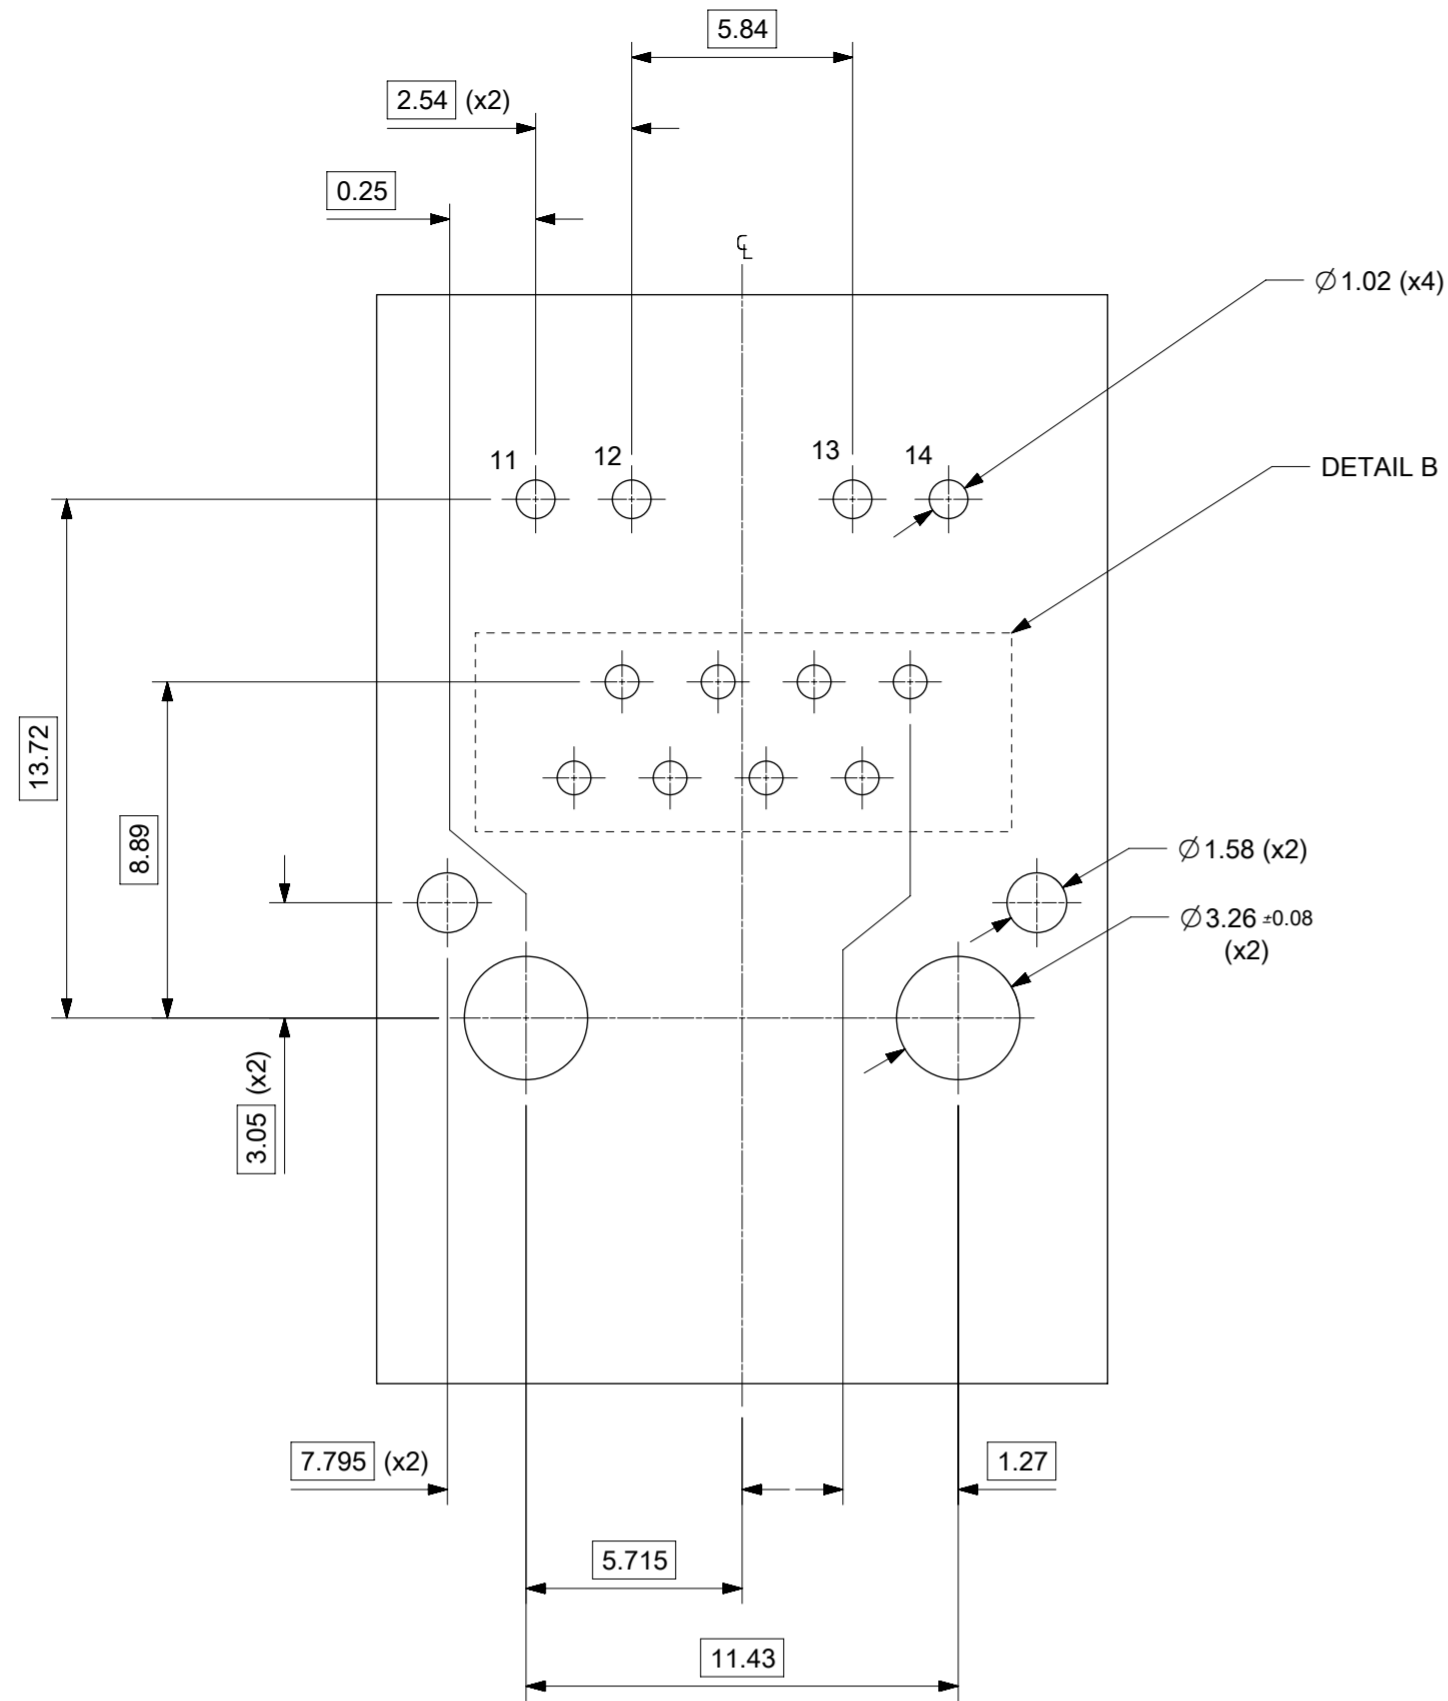 5.84
2.54 (x2)
0.25
℄
∅1.02 (x4)
11 12 13 14
DETAIL B
13.72
8.89
∅1.58 (x2)
∅3.26 ±0.08
(x2)
3.05 (x2)
7.795 (x2)
1.27
5.715
11.43